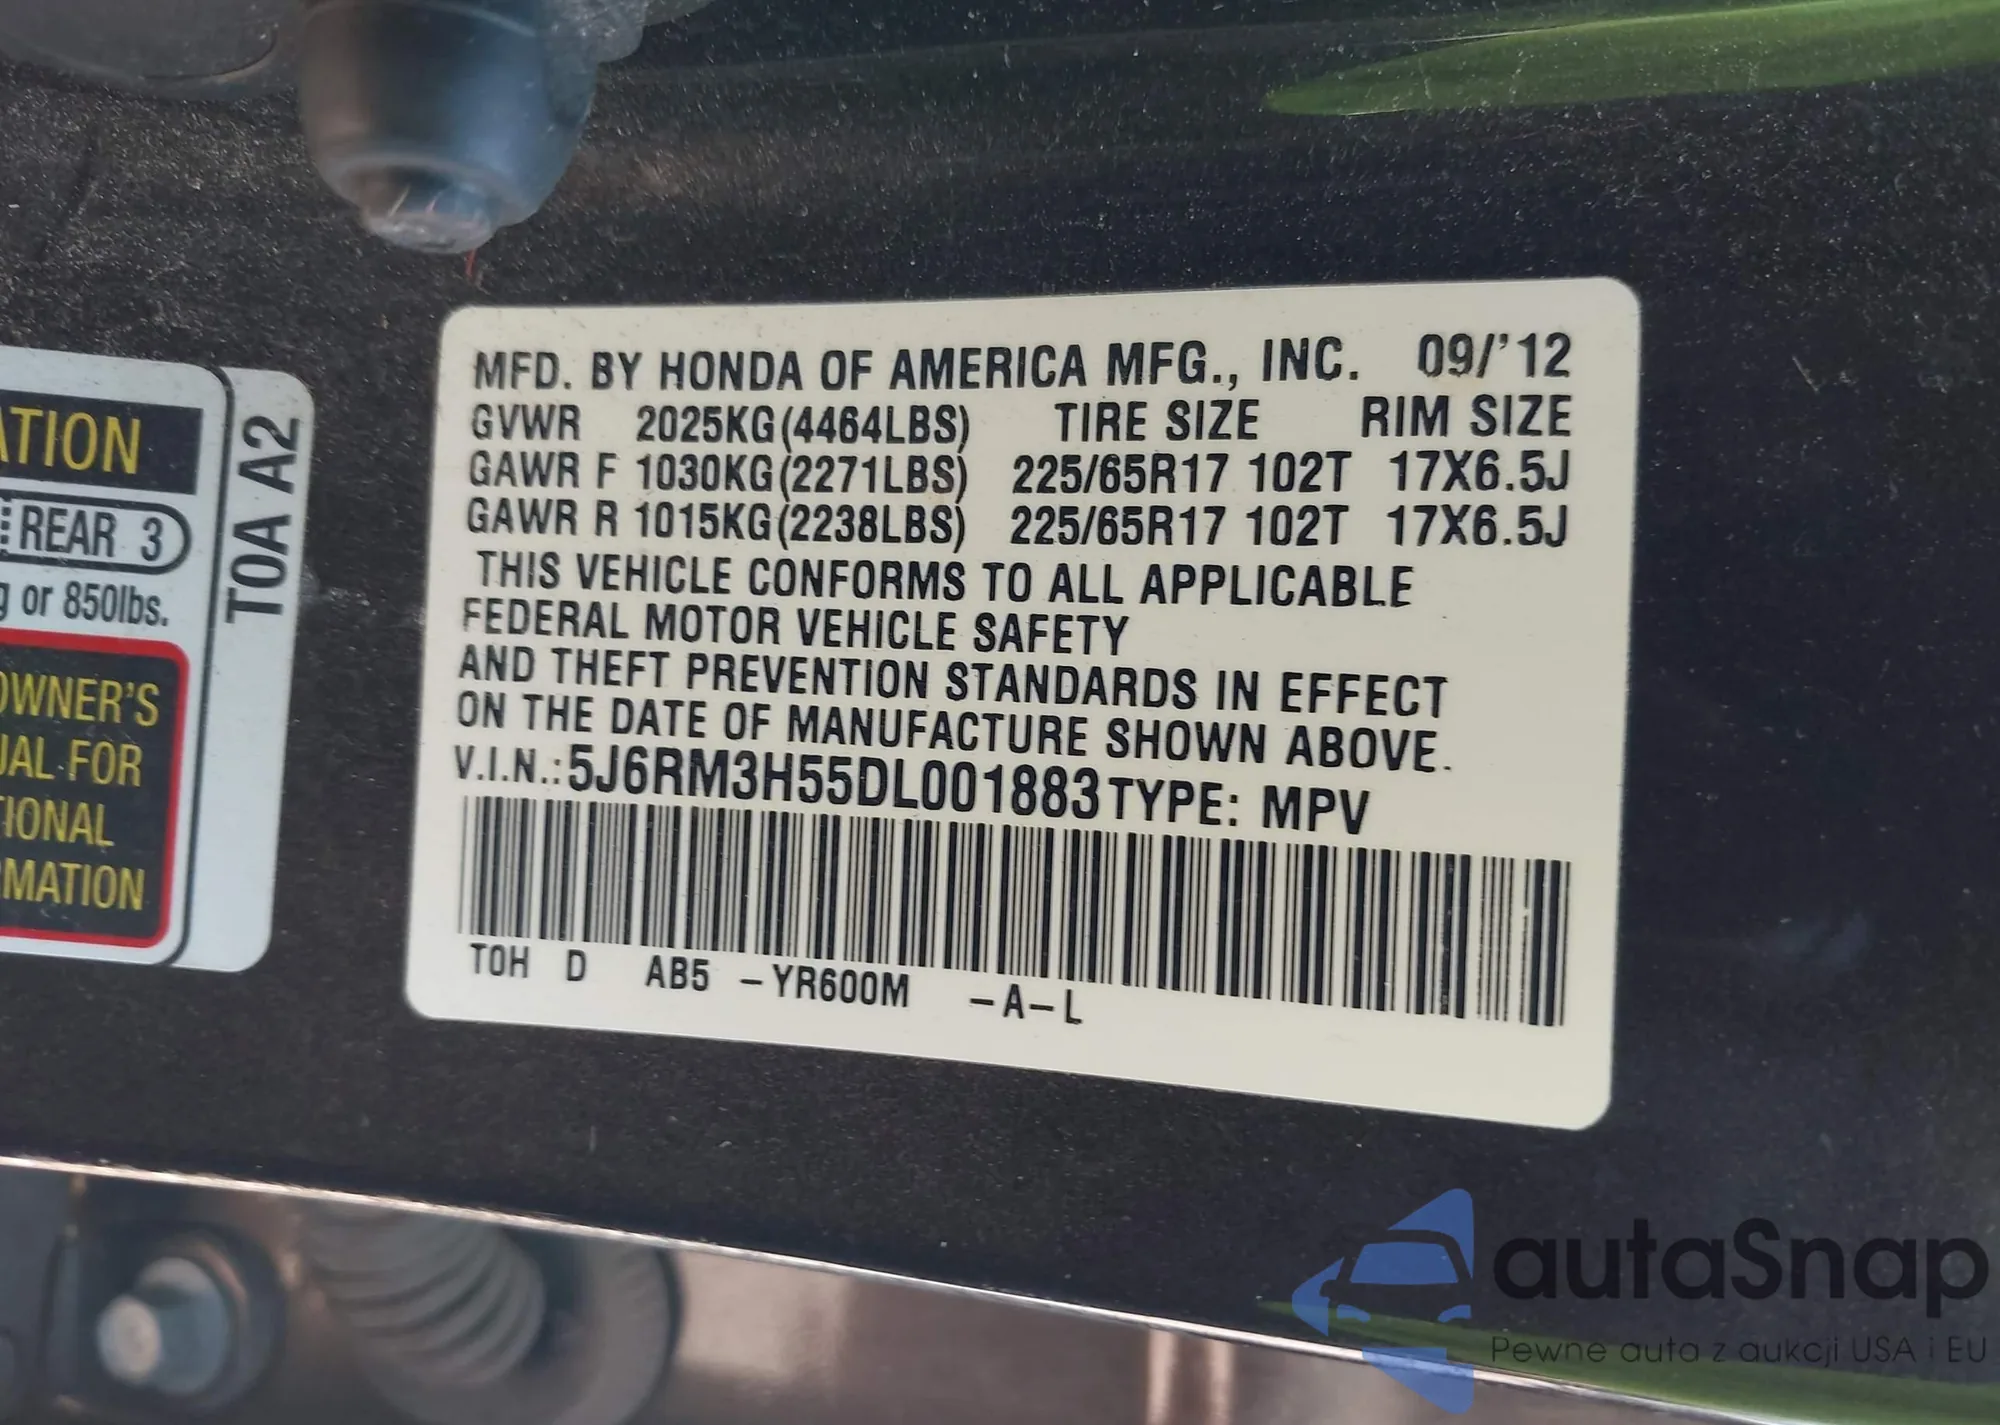 ATION
REAR 3
g or 850lbs.
OWNER'S
UAL FOR
TIONAL
RMATION
T0A A2
MFD. BY HONDA OF AMERICA MFG., INC. 09/'12
GVWR 2025KG(4464LBS) TIRE SIZE RIM SIZE
GAWR F 1030KG(2271LBS) 225/65R17 102T 17X6.5J
GAWR R 1015KG(2238LBS) 225/65R17 102T 17X6.5J
THIS VEHICLE CONFORMS TO ALL APPLICABLE
FEDERAL MOTOR VEHICLE SAFETY
AND THEFT PREVENTION STANDARDS IN EFFECT
ON THE DATE OF MANUFACTURE SHOWN ABOVE.
V.I.N.: 5J6RM3H55DL001883 TYPE: MPV
T0H D AB5 -YR600M -A-L
autaSnap
Pewne auta z aukcji USA i EU